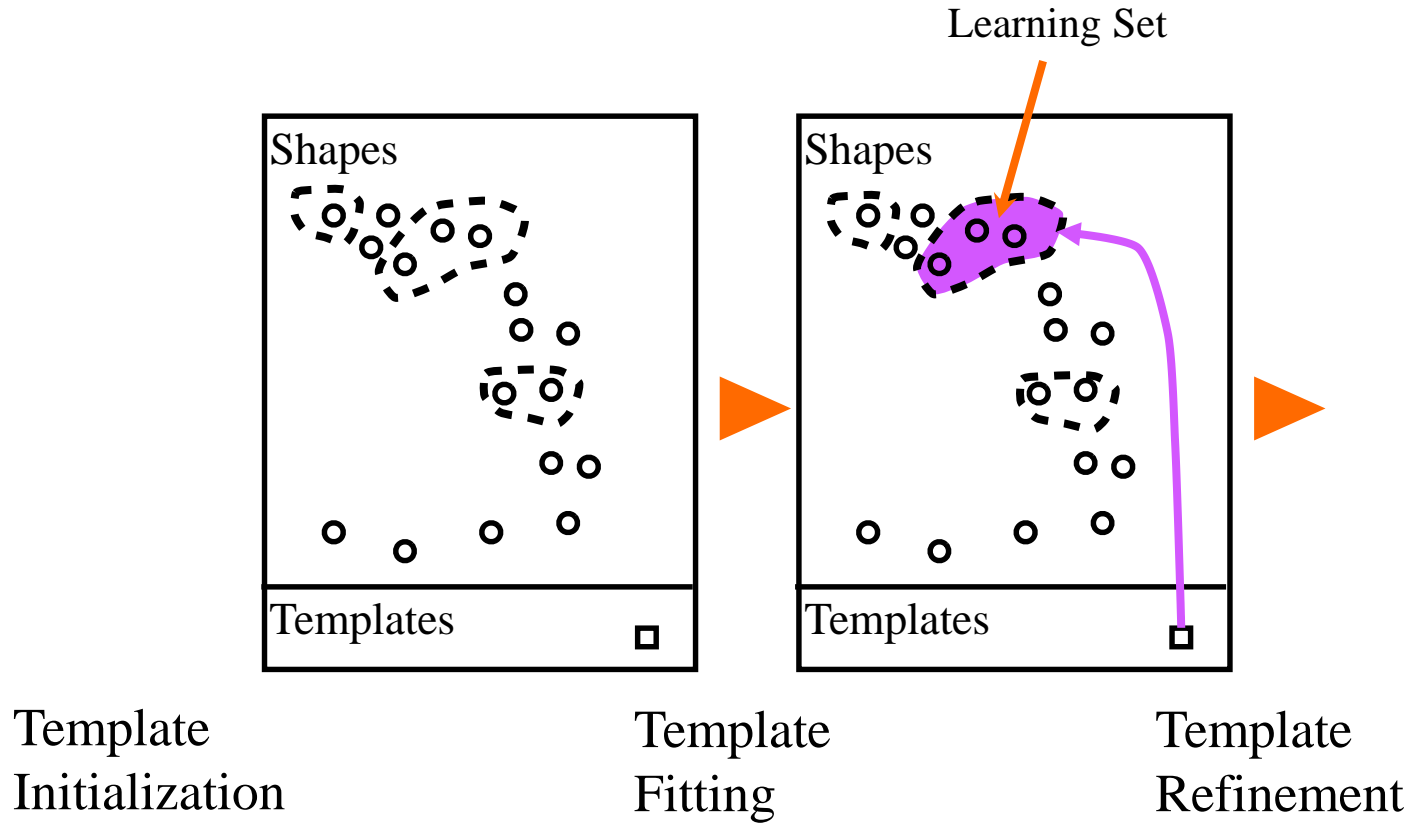 Learning Set
Shapes
Shapes
Templates
Templates
Template
Initialization
Template
Fitting
Template
Refinement